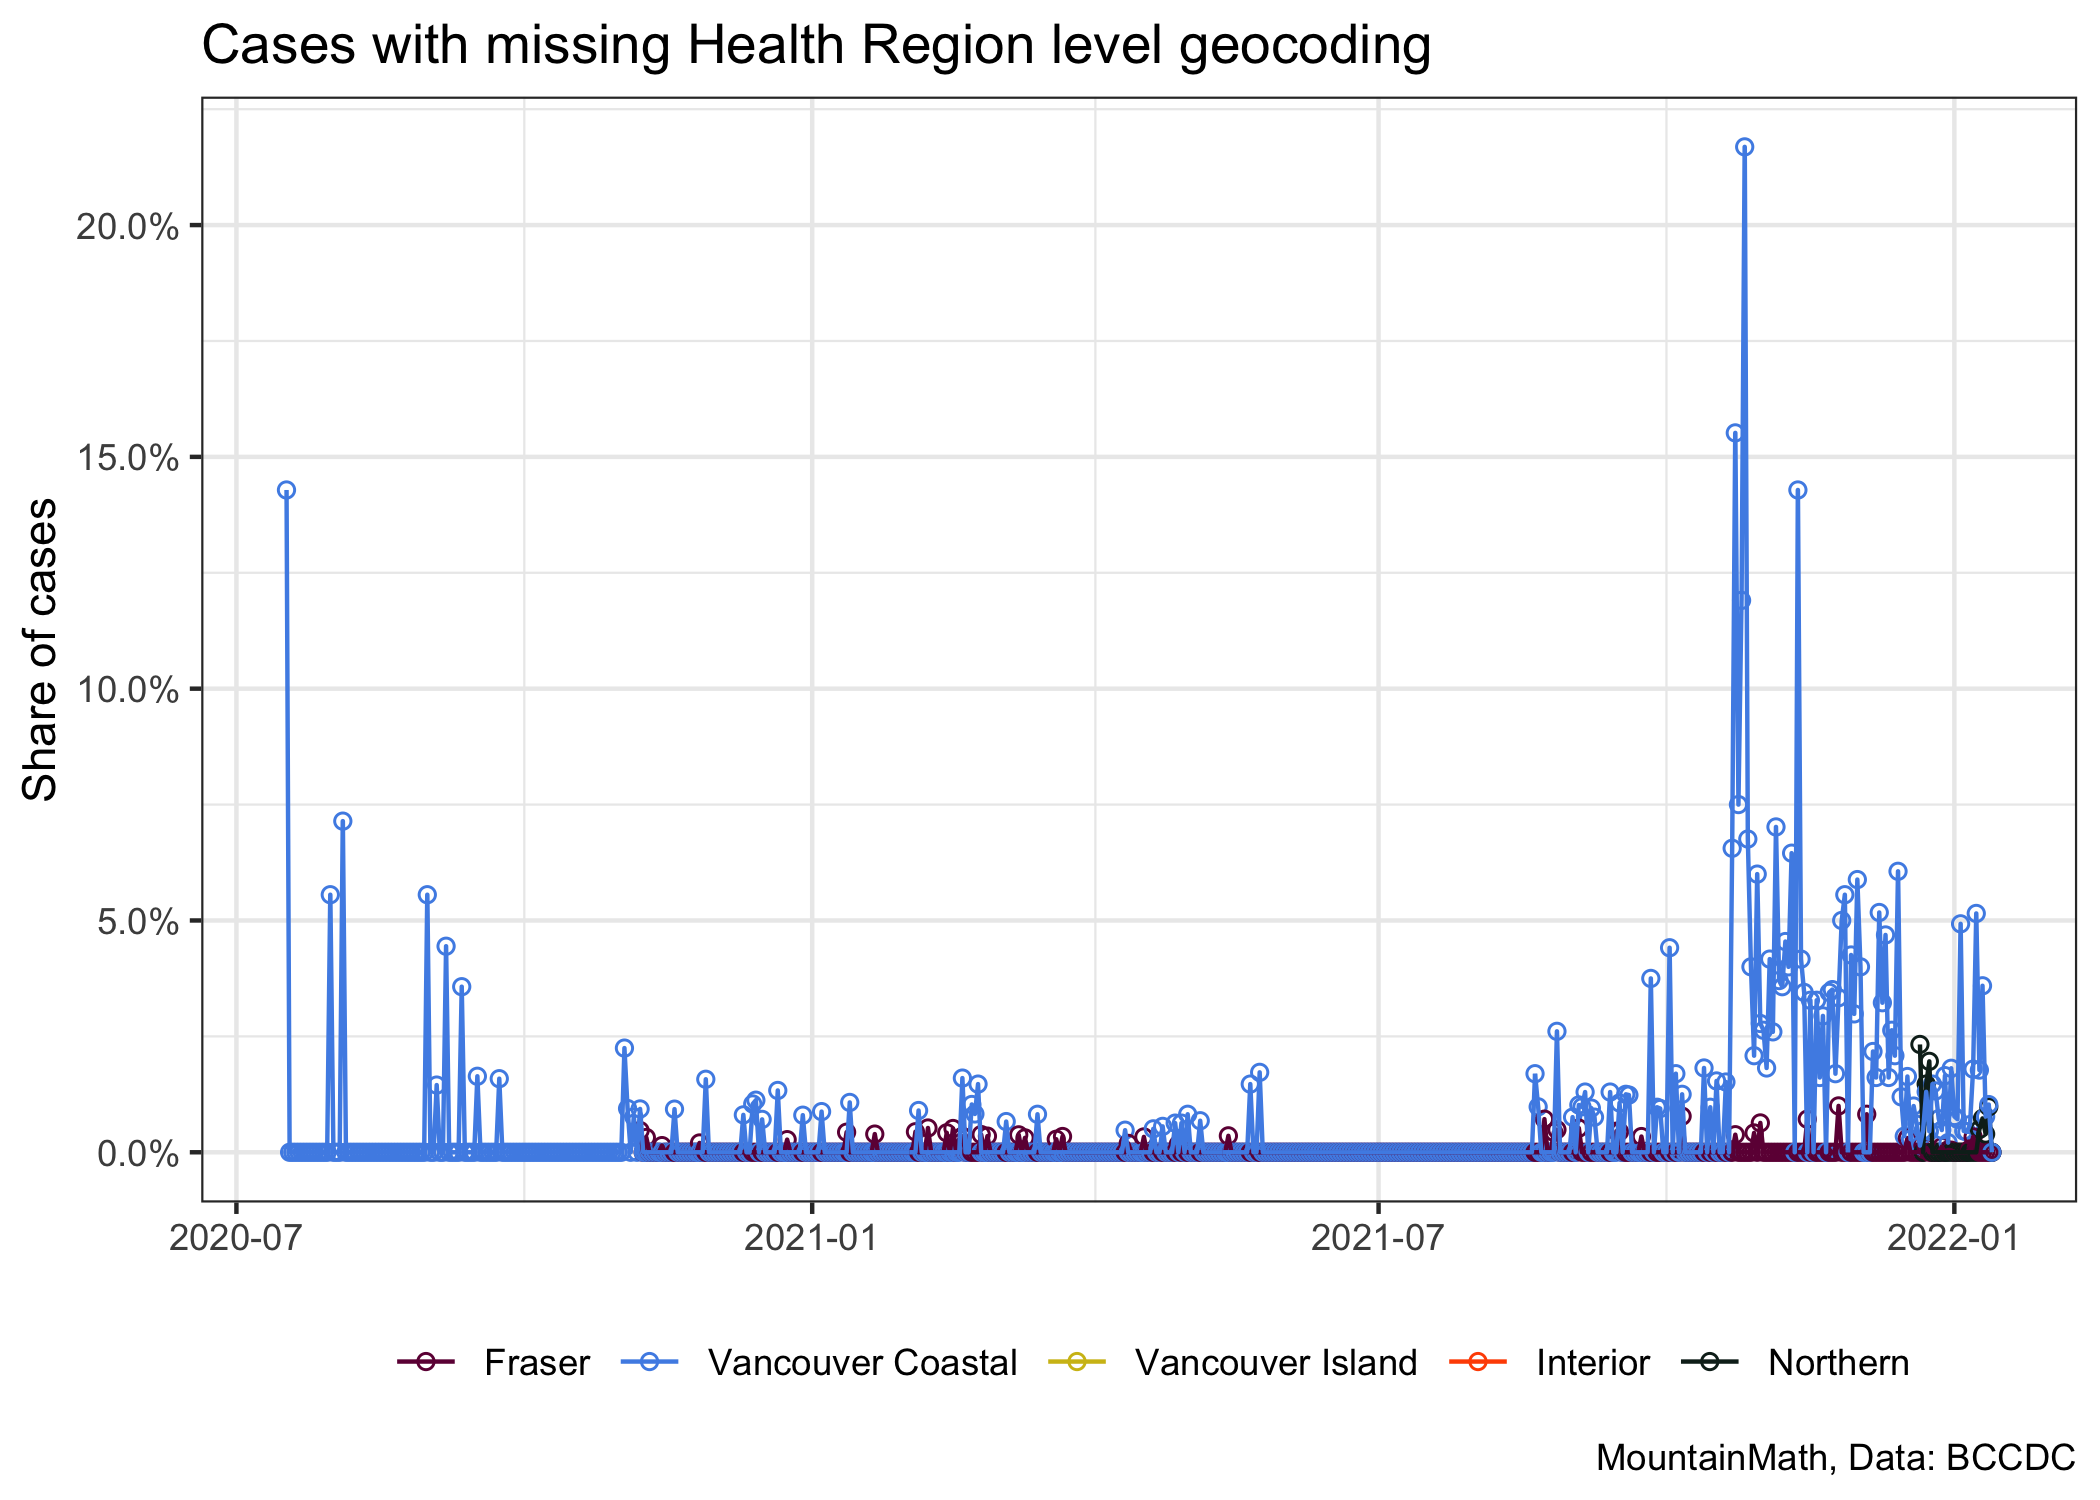 Cases with missing Health Region level geocoding
Share of cases
20.0%
15.0%
10.0%
5.0%
0.0%
2020-07 2021-01 2021-07 2022-01
Fraser Vancouver Coastal Vancouver Island Interior Northern
MountainMath, Data: BCCDC